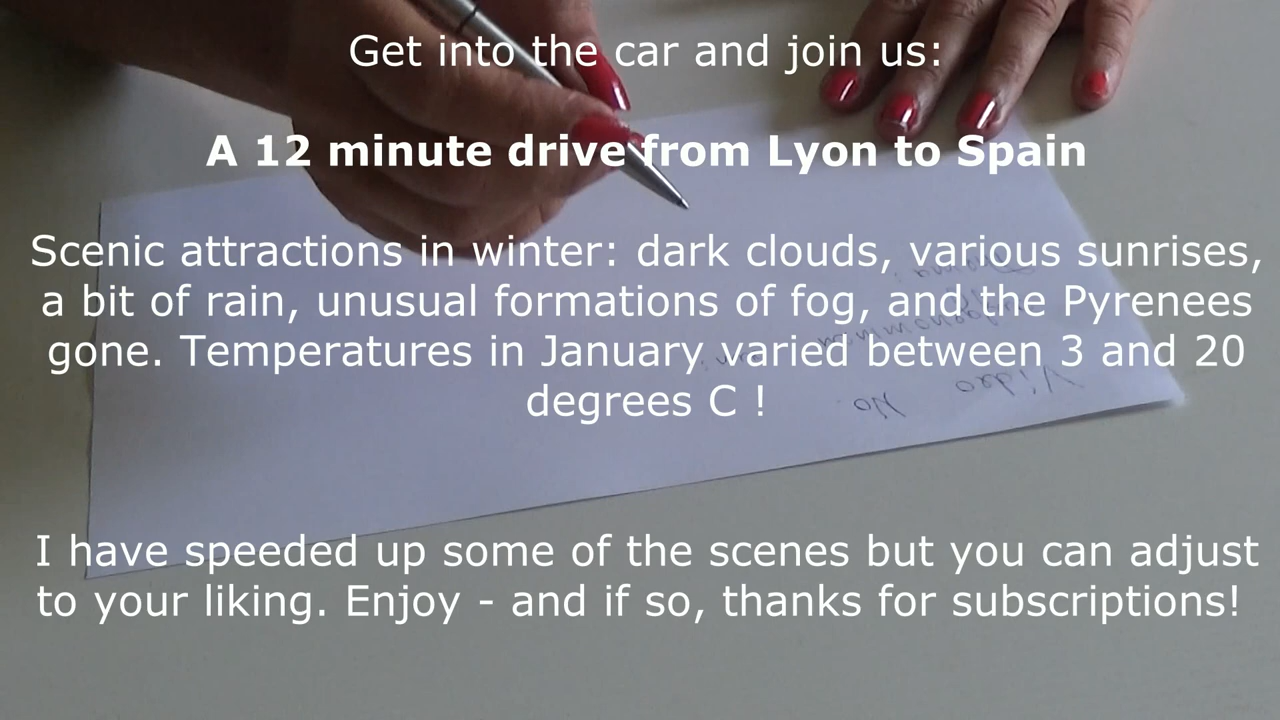 Get into the car and join us:
A 12 minute drive from Lyon to Spain
Scenic attractions in winter: dark clouds, various sunrises,
a bit of rain, unusual formations of fog, and the Pyrenees
gone. Temperatures in January varied between 3 and 20
degrees C !
I have speeded up some of the scenes but you can adjust
to your liking. Enjoy - and if so, thanks for subscriptions!
Video No.